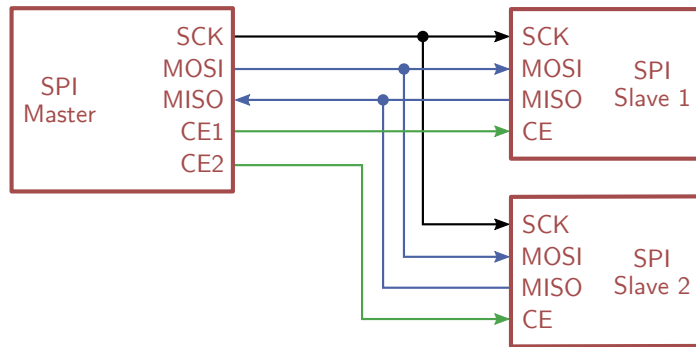 SPI
Master
SCK
MOSI
MISO
CE1
CE2
SCK
MOSI
MISO
CE
SPI
Slave 1
SCK
MOSI
MISO
CE
SPI
Slave 2